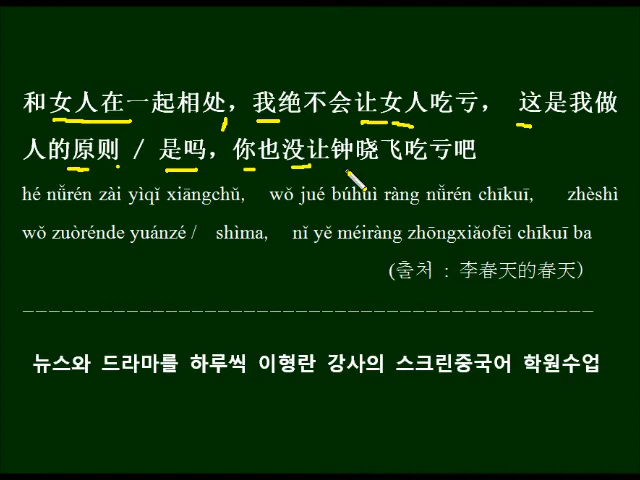 和女人在一起相处，我绝不会让女人吃亏， 这是我做
人的原则 / 是吗，你也没让钟晓飞吃亏吧
hé nǚrén zài yìqǐ xiāngchǔ, wǒ jué búhuì ràng nǚrén chīkuī, zhèshì
wǒ zuòrénde yuánzé / shìma, nǐ yě méiràng zhōngxiǎofēi chīkuī ba
(출처 : 李春天的春天)
뉴스와 드라마를 하루씩 이형란 강사의 스크린중국어 학원수업